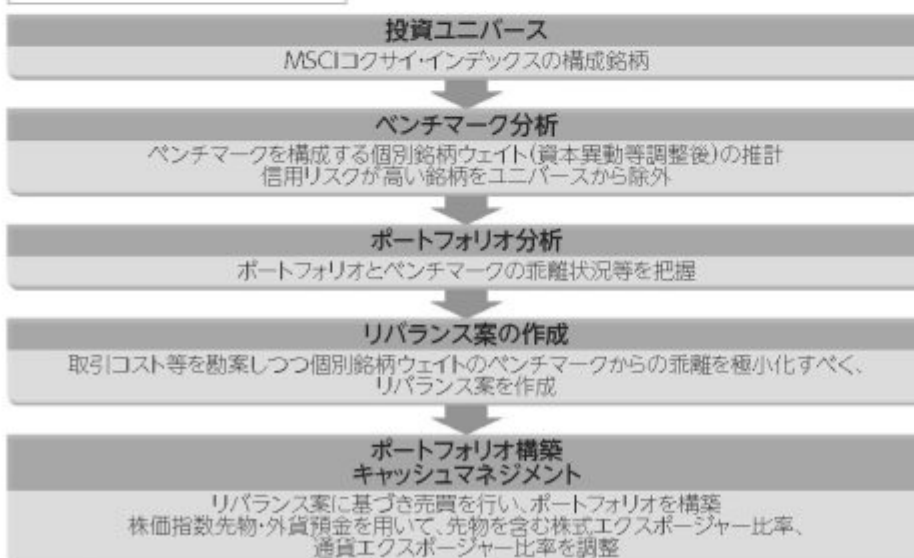 投資ユニバース
MSCIコクサイ・インデックスの構成銘柄
ベンチマーク分析
ベンチマークを構成する個別銘柄ウェイト(資本異動等調整後)の推計
信用リスクが高い銘柄をユニバースから除外
ポートフォリオ分析
ポートフォリオとベンチマークの乖離状況等を把握
リバランス案の作成
取引コスト等を勘案しつつ個別銘柄ウェイトのベンチマークからの乖離を極小化すべく、
リバランス案を作成
ポートフォリオ構築
キャッシュマネジメント
リバランス案に基づき売買を行い、ポートフォリオを構築
株価指数先物・外貨預金を用いて、先物を含む株式エクスポージャー比率、
通貨エクスポージャー比率を調整